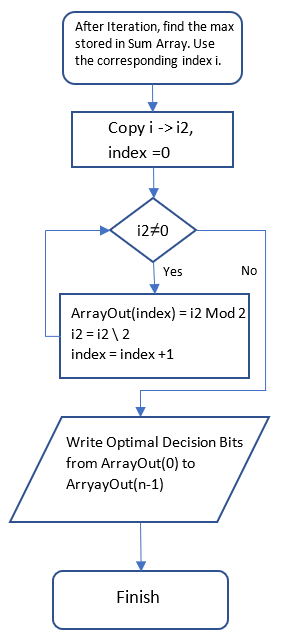 After Iteration, find the max
stored in Sum Array. Use
the corresponding index i.
Copy i -> i2,
index =0
i2≠0
Yes
No
ArrayOut(index) = i2 Mod 2
i2 = i2 \ 2
index = index +1
Write Optimal Decision Bits
from ArrayOut(0) to
ArryayOut(n-1)
Finish